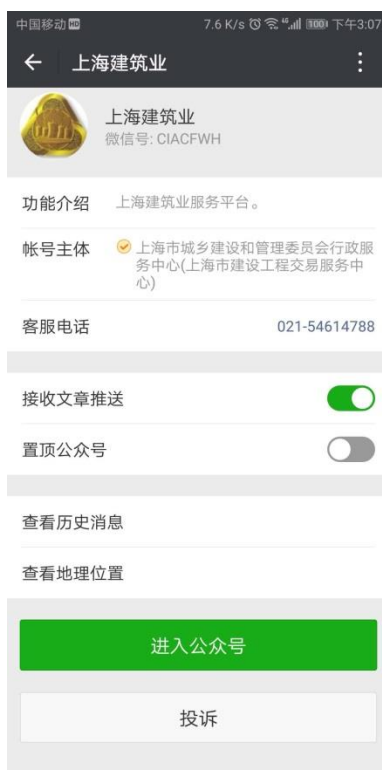 中国移动 HD 7.6 K/s 46 100 下午3:07
上海建筑业
上海建筑业
微信号: CIACFWH
功能介绍 上海建筑业服务平台。
帐号主体 上海市城乡建设和管理委员会行政服
务中心(上海市建设工程交易服务中
心)
客服电话 021-54614788
接收文章推送
置顶公众号
查看历史消息
查看地理位置
进入公众号
投诉